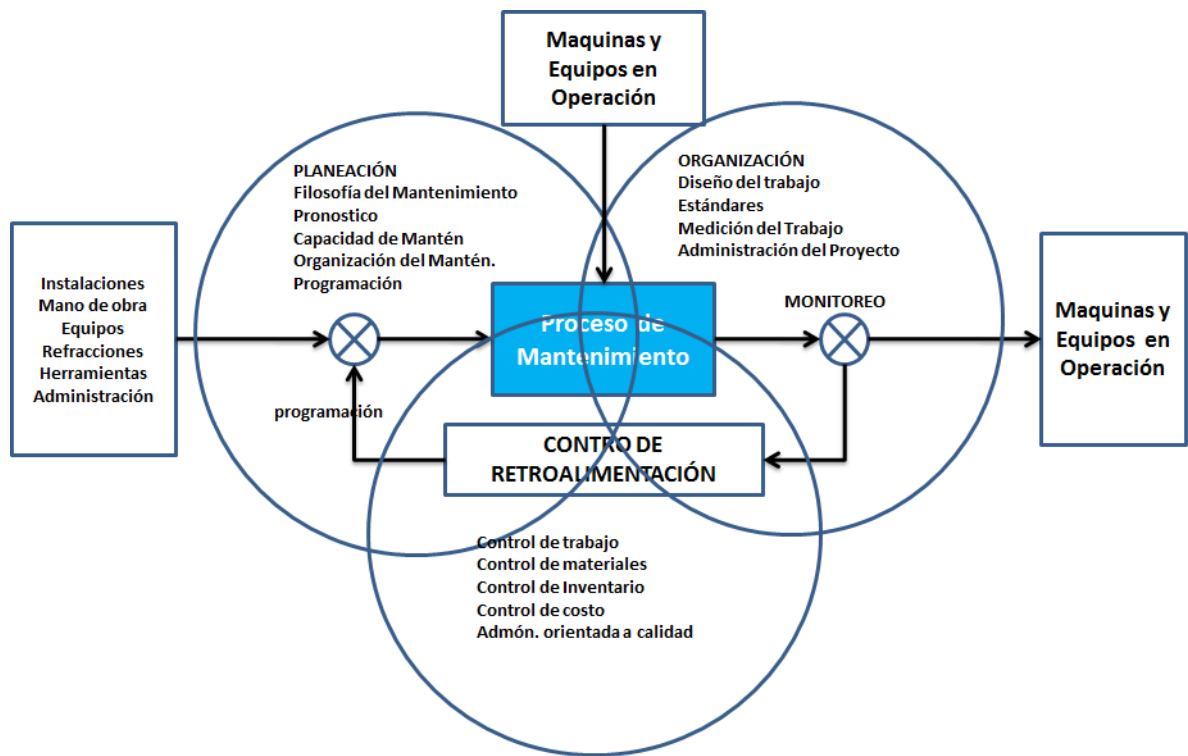 Maquinas y
Equipos en
Operación
PLANEACIÓN
Filosofía del Mantenimiento
Pronostico
Capacidad de Mantén
Organización del Mantén.
Programación
ORGANIZACIÓN
Diseño del trabajo
Estándares
Medición del Trabajo
Administración del Proyecto
Instalaciones
Mano de obra
Equipos
Refracciones
Herramientas
Administración
Proceso de
Mantenimiento
MONITOREO
Maquinas y
Equipos en
Operación
programación
CONTRO DE
RETROALIMENTACIÓN
Control de trabajo
Control de materiales
Control de Inventario
Control de costo
Admón. orientada a calidad